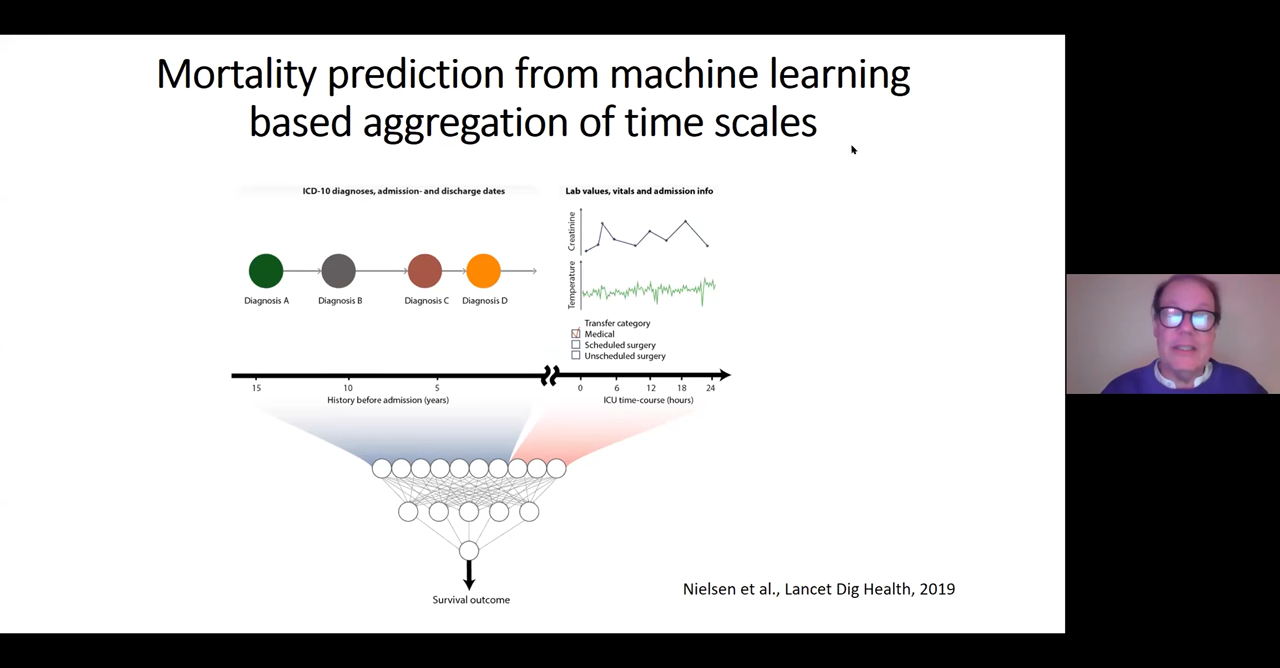 Mortality prediction from machine learning
based aggregation of time scales
ICD-10 diagnoses, admission- and discharge dates
Diagnosis A
Diagnosis B
Diagnosis C
Diagnosis D
Lab values, vitals and admission info
Creatinine
Temperature
Transfer category
Medical
Scheduled surgery
Unscheduled surgery
15 10 5
History before admission (years)
0 6 12 18 24
ICU time-course (hours)
Survival outcome
Nielsen et al., Lancet Dig Health, 2019